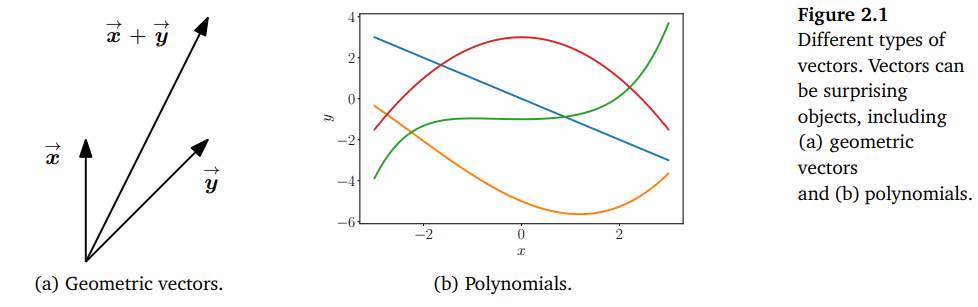 x⃗ + y⃗
x⃗
y⃗
(a) Geometric vectors.
4
2
0
−2
−4
−6
y
−2
0
2
x
(b) Polynomials.
Figure 2.1
Different types of
vectors. Vectors can
be surprising
objects, including
(a) geometric
vectors
and (b) polynomials.